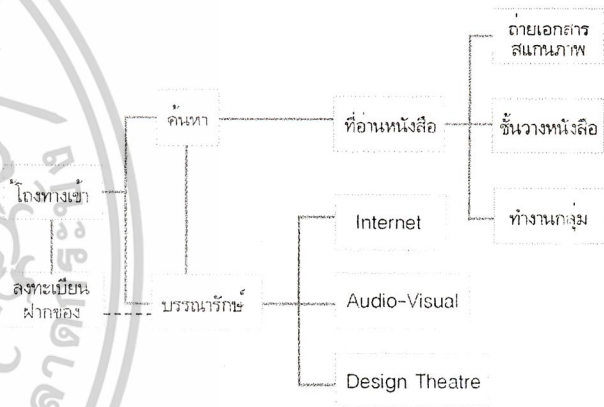 ถ่ายเอกสาร
สแกนภาพ
ค้นหา
ที่อ่านหนังสือ
ชั้นวางหนังสือ
โถงทางเข้า
Internet
ทำงานกลุ่ม
ลงทะเบียน
ฝากของ
บรรณารักษ์
Audio-Visual
Design Theatre